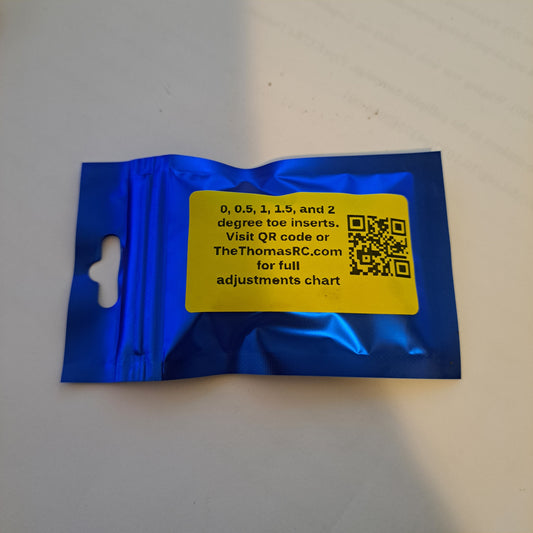 0, 0.5, 1, 1.5, and 2
degree toe inserts.
Visit QR code or
TheThomasRC.com
for full
adjustments chart